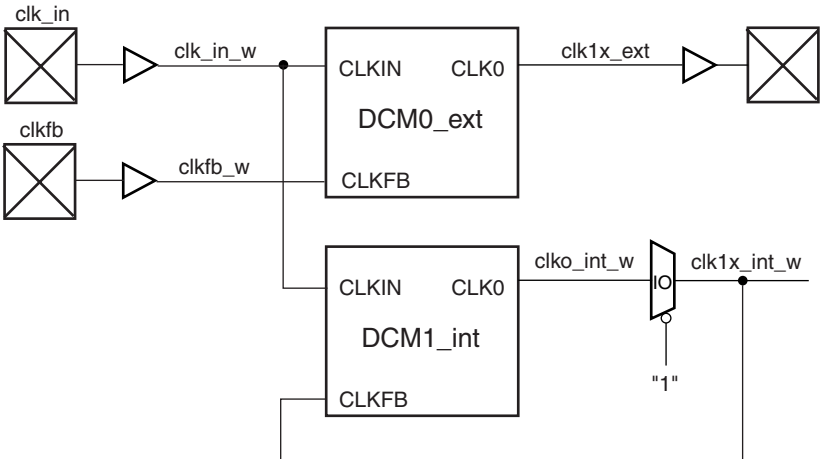 clk_in
clk_in_w
CLKIN
CLK0
clk1x_ext
DCM0_ext
clkfb
clkfb_w
CLKFB
CLKIN
CLK0
clko_int_w
IO
clk1x_int_w
DCM1_int
"1"
CLKFB